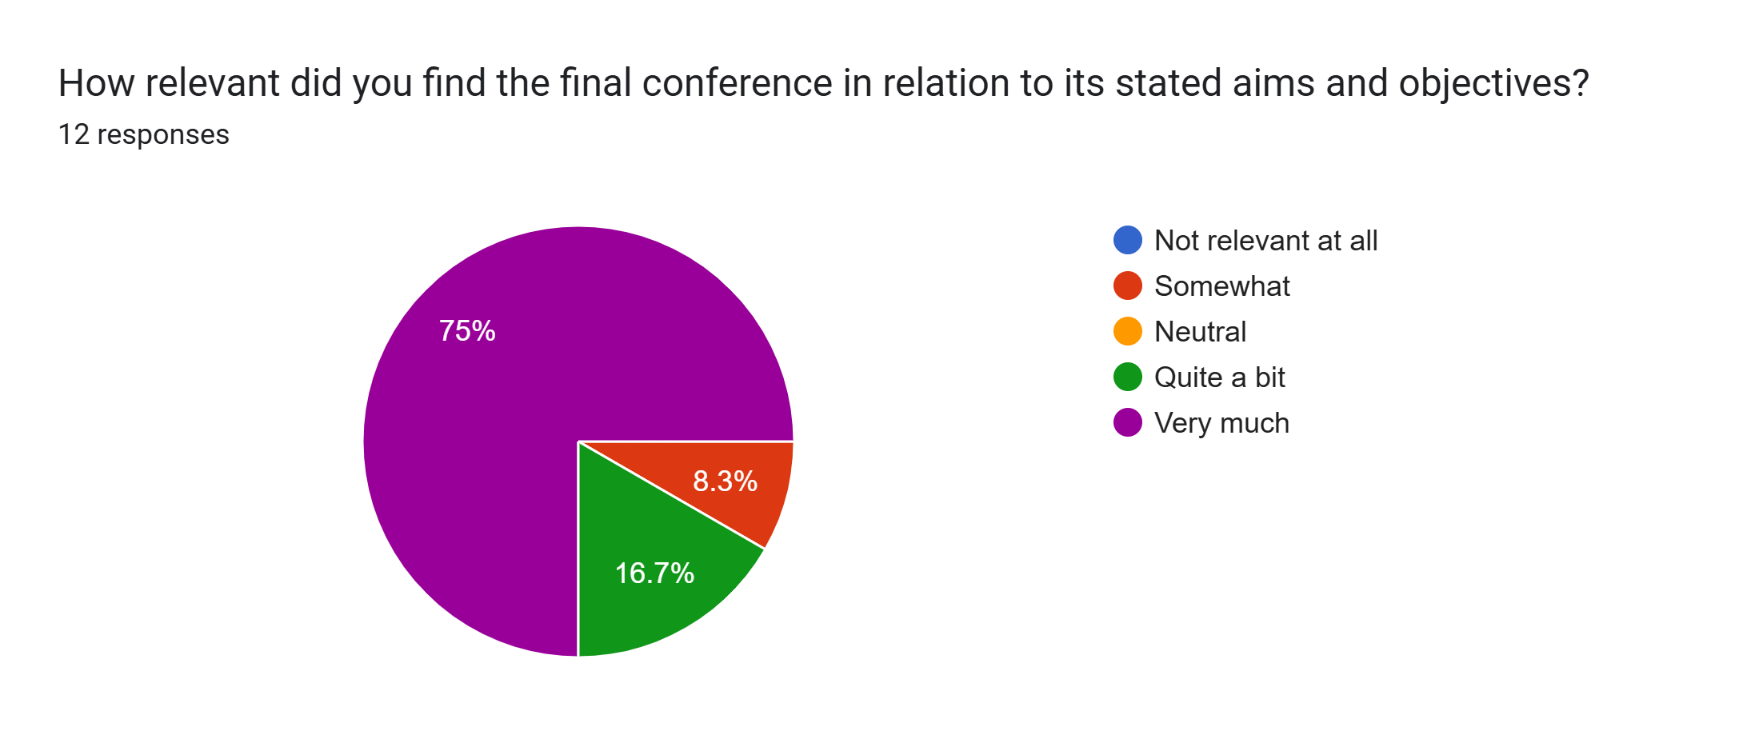 How relevant did you find the final conference in relation to its stated aims and objectives?
12 responses
75%
8.3%
16.7%
Not relevant at all
Somewhat
Neutral
Quite a bit
Very much